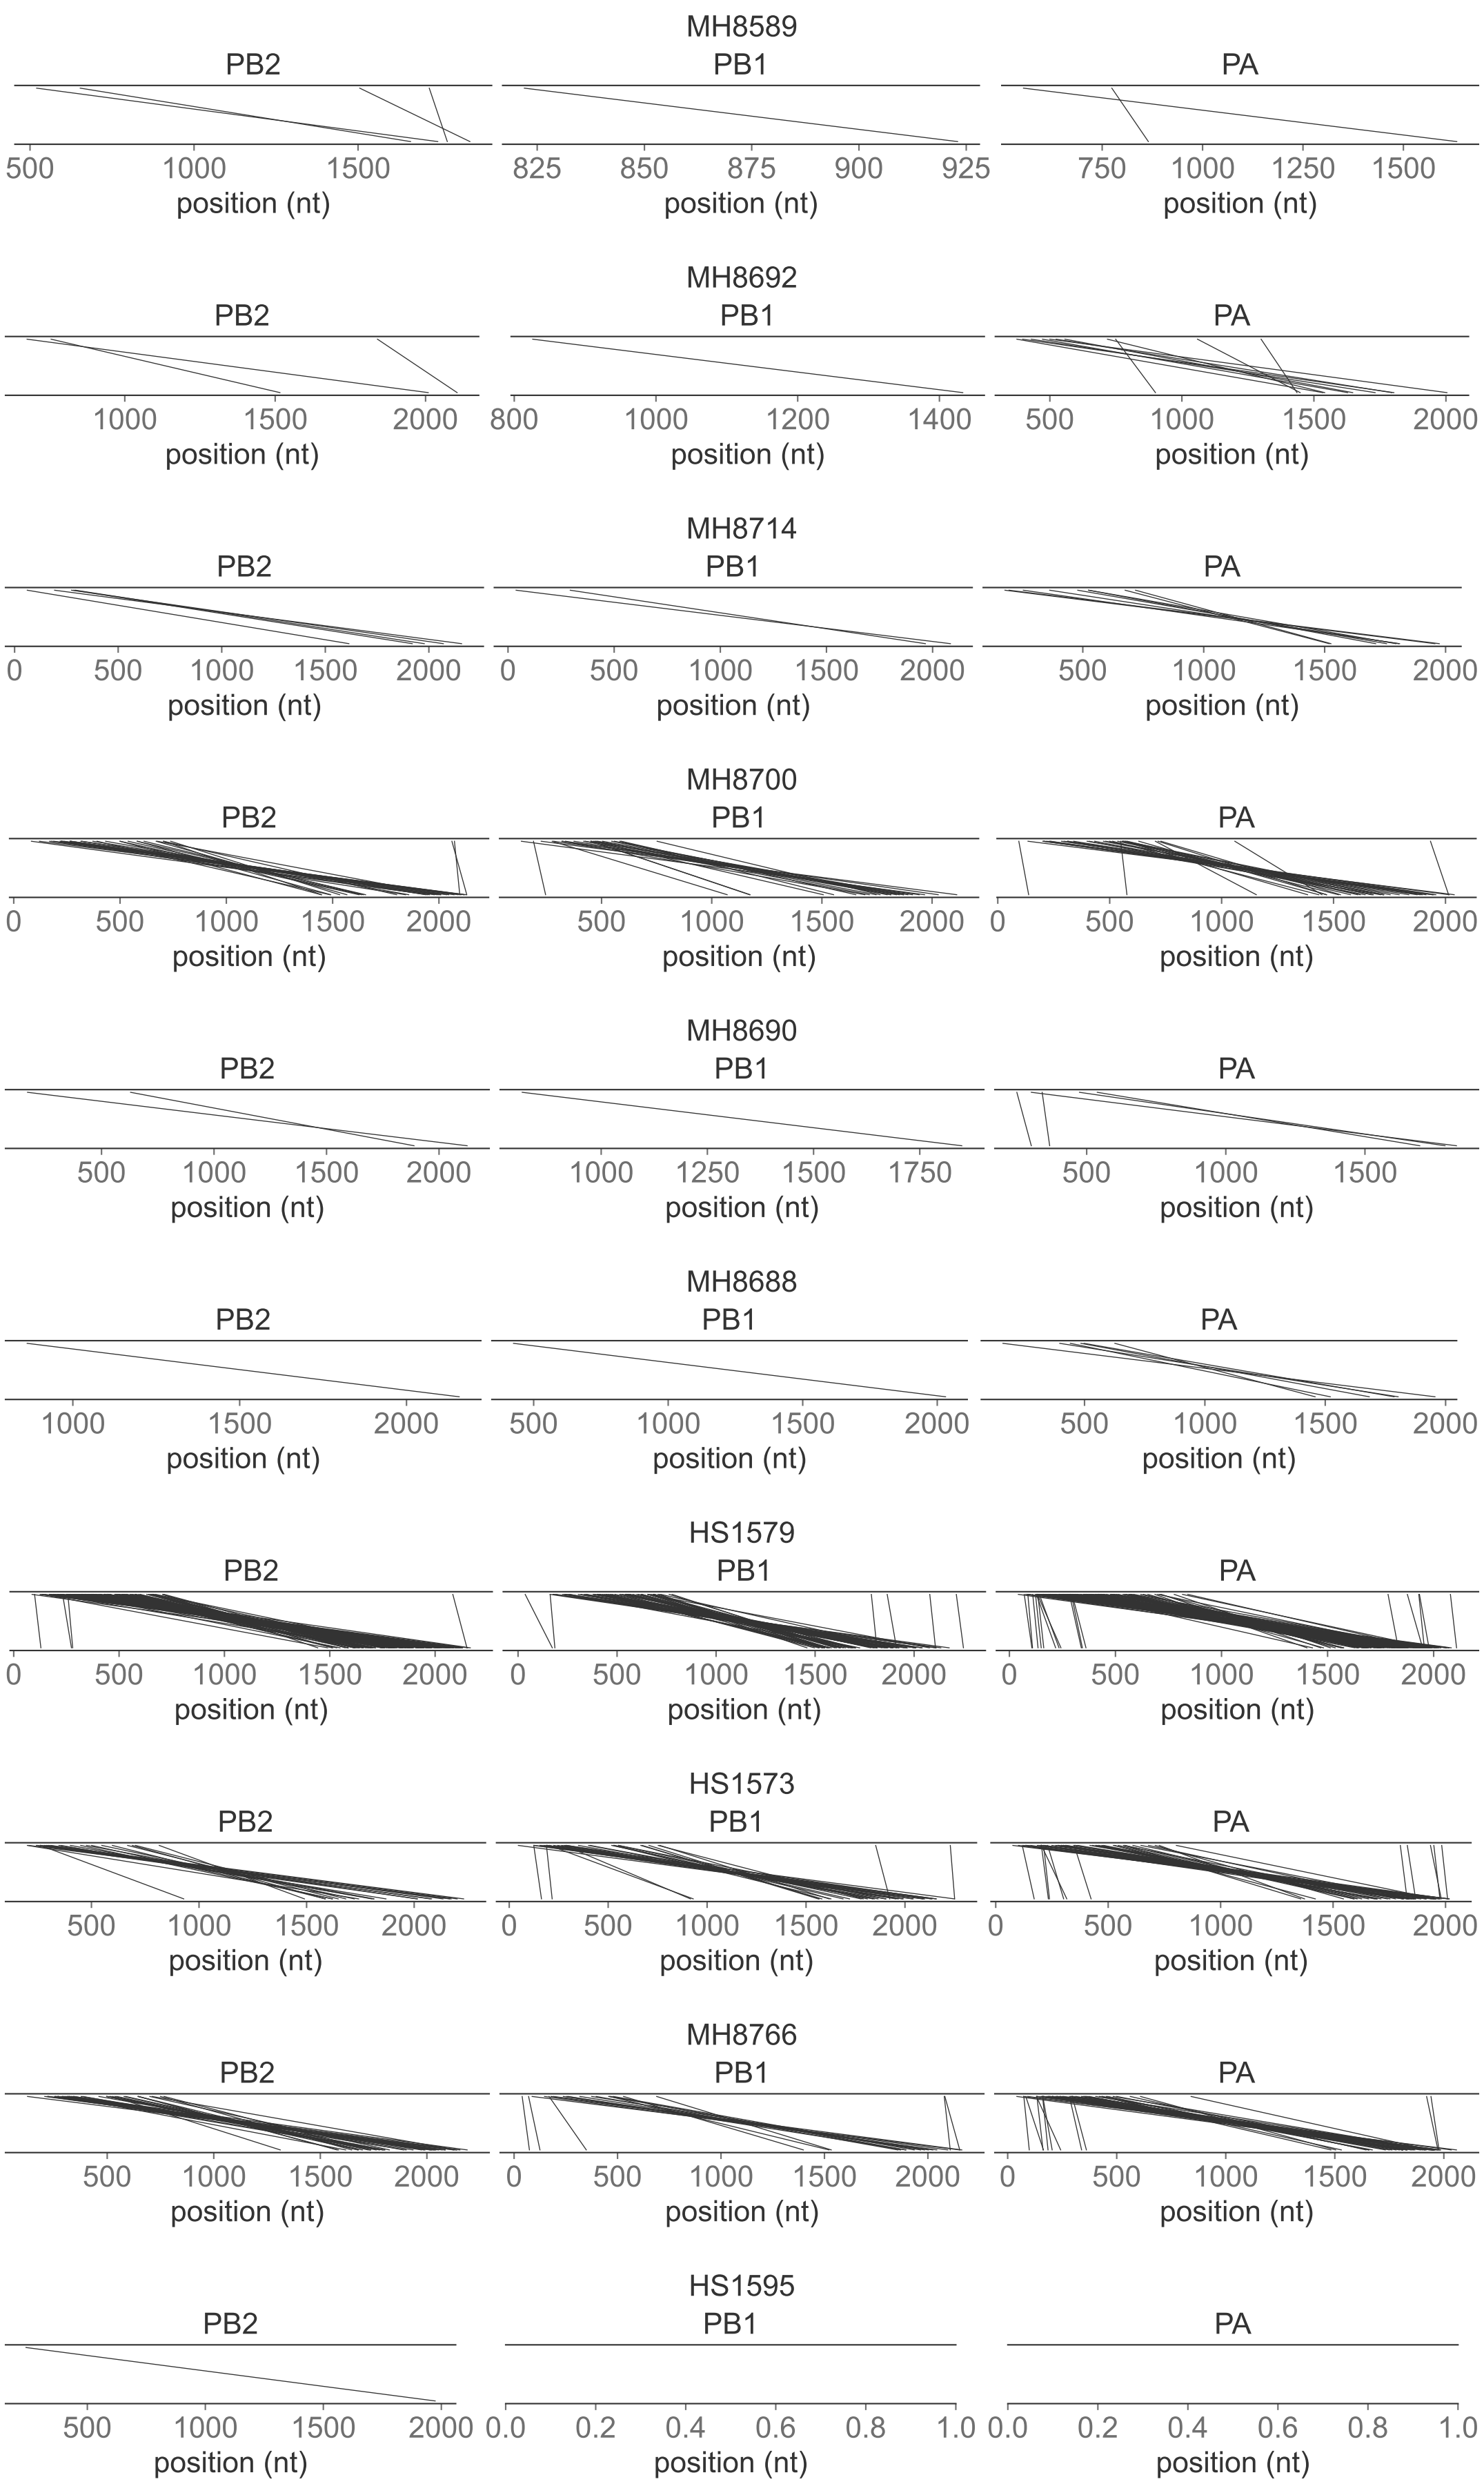 MH8589
PB2 PB1 PA
500 1000 1500 825 850 875 900 925 750 1000 1250 1500
position (nt) position (nt) position (nt)
MH8692
PB2 PB1 PA
1000 1500 2000 800 1000 1200 1400 500 1000 1500 2000
position (nt) position (nt) position (nt)
MH8714
PB2 PB1 PA
0 500 1000 1500 2000 0 500 1000 1500 2000 500 1000 1500 2000
position (nt) position (nt) position (nt)
MH8700
PB2 PB1 PA
0 500 1000 1500 2000 500 1000 1500 2000 0 500 1000 1500 2000
position (nt) position (nt) position (nt)
MH8690
PB2 PB1 PA
500 1000 1500 2000 1000 1250 1500 1750 500 1000 1500
position (nt) position (nt) position (nt)
MH8688
PB2 PB1 PA
1000 1500 2000 500 1000 1500 2000 500 1000 1500 2000
position (nt) position (nt) position (nt)
HS1579
PB2 PB1 PA
0 500 1000 1500 2000 0 500 1000 1500 2000 0 500 1000 1500 2000
position (nt) position (nt) position (nt)
HS1573
PB2 PB1 PA
500 1000 1500 2000 0 500 1000 1500 2000 0 500 1000 1500 2000
position (nt) position (nt) position (nt)
MH8766
PB2 PB1 PA
500 1000 1500 2000 0 500 1000 1500 2000 0 500 1000 1500 2000
position (nt) position (nt) position (nt)
HS1595
PB2 PB1 PA
500 1000 1500 2000 0.0 0.2 0.4 0.6 0.8 1.0 0.0 0.2 0.4 0.6 0.8 1.0
position (nt) position (nt) position (nt)